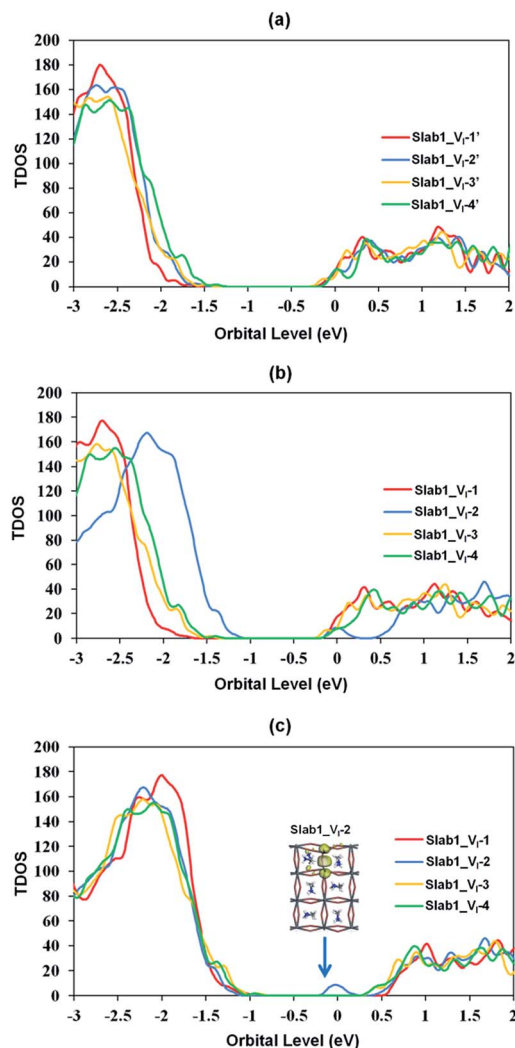 (a)
200
180
160
140
120
100
80
60
40
20
0
TDOS
Slab1_VI-1'
Slab1_VI-2'
Slab1_VI-3'
Slab1_VI-4'
-3 -2.5 -2 -1.5 -1 -0.5 0 0.5 1 1.5 2
Orbital Level (eV)
(b)
200
180
160
140
120
100
80
60
40
20
0
TDOS
Slab1_VI-1
Slab1_VI-2
Slab1_VI-3
Slab1_VI-4
-3 -2.5 -2 -1.5 -1 -0.5 0 0.5 1 1.5 2
Orbital Level (eV)
(c)
200
180
160
140
120
100
80
60
40
20
0
TDOS
Slab1_VI-2
Slab1_VI-1
Slab1_VI-2
Slab1_VI-3
Slab1_VI-4
-3 -2.5 -2 -1.5 -1 -0.5 0 0.5 1 1.5 2
Orbital Level (eV)